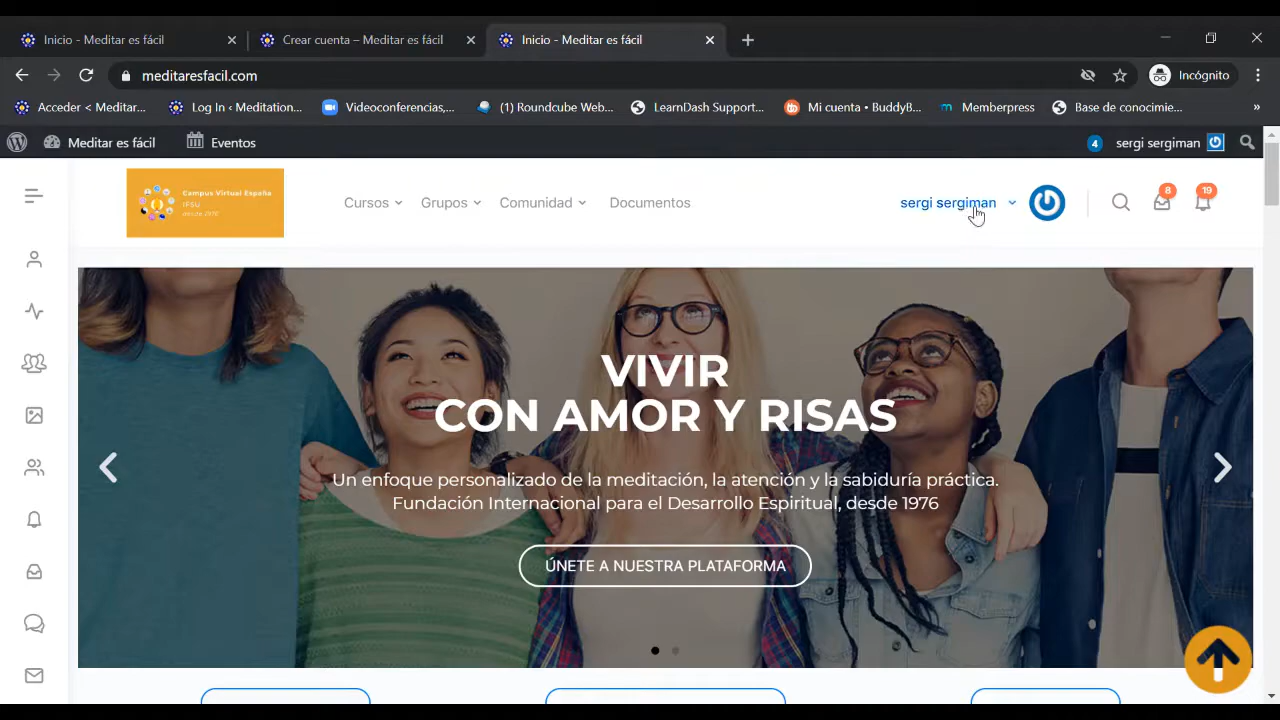 Inicio - Meditar es fácil
Crear cuenta – Meditar es fácil
Inicio - Meditar es fácil
meditaresfacil.com
Incógnito
Acceder < Meditar...
Log In ‹ Meditation...
Videoconferencias,...
(1) Roundcube Web...
LearnDash Support...
Mi cuenta • BuddyB...
Memberpress
Base de conocimie...
»
Meditar es fácil
Eventos
4
sergi sergiman
Campus Virtual España
IFSU
desde 1976
Cursos
Grupos
Comunidad
Documentos
sergi sergiman
8
19
VIVIR
CON AMOR Y RISAS
Un enfoque personalizado de la meditación, la atención y la sabiduría práctica.
Fundación Internacional para el Desarrollo Espiritual, desde 1976
ÚNETE A NUESTRA PLATAFORMA